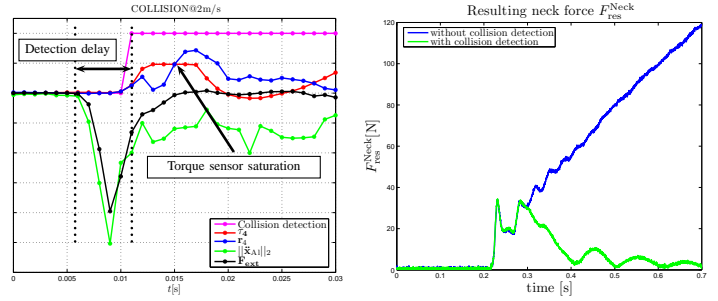 COLLISION@2m/s
Detection delay
Torque sensor saturation
Collision detection
τ4
r4
||ẍAl||2
Fext
0 0.005 0.01 0.015 0.02 0.025 0.03
t[s]
Resulting neck force F^Neck_res
without collision detection
with collision detection
120
100
80
60
40
20
0
F^Neck_res [N]
0 0.1 0.2 0.3 0.4 0.5 0.6 0.7
time [s]